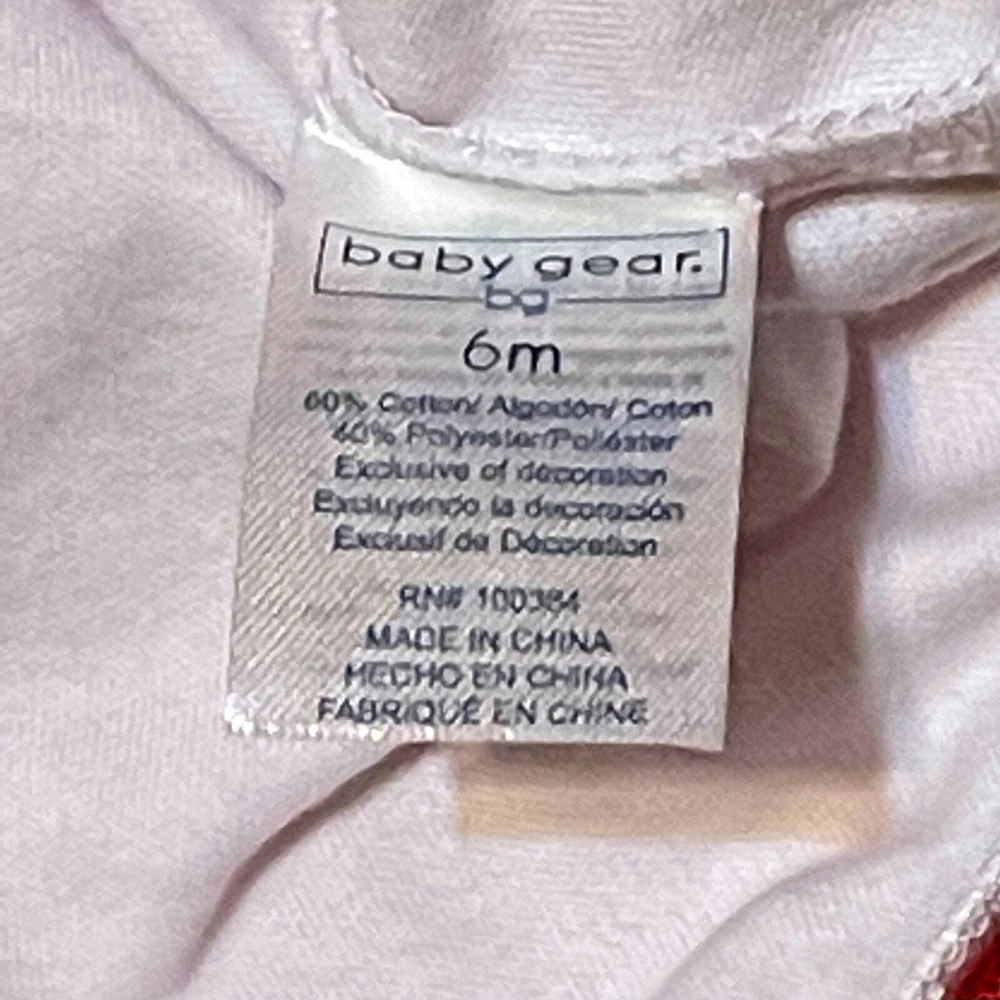 baby gear.
bg
6m
60% Cotton/ Algodón/ Coton
40% Polyester/Poliéster
Exclusive of decoration
Excluyendo la decoración
Exclusif de Décoration
RN# 100384
MADE IN CHINA
HECHO EN CHINA
FABRIQUÉ EN CHINE